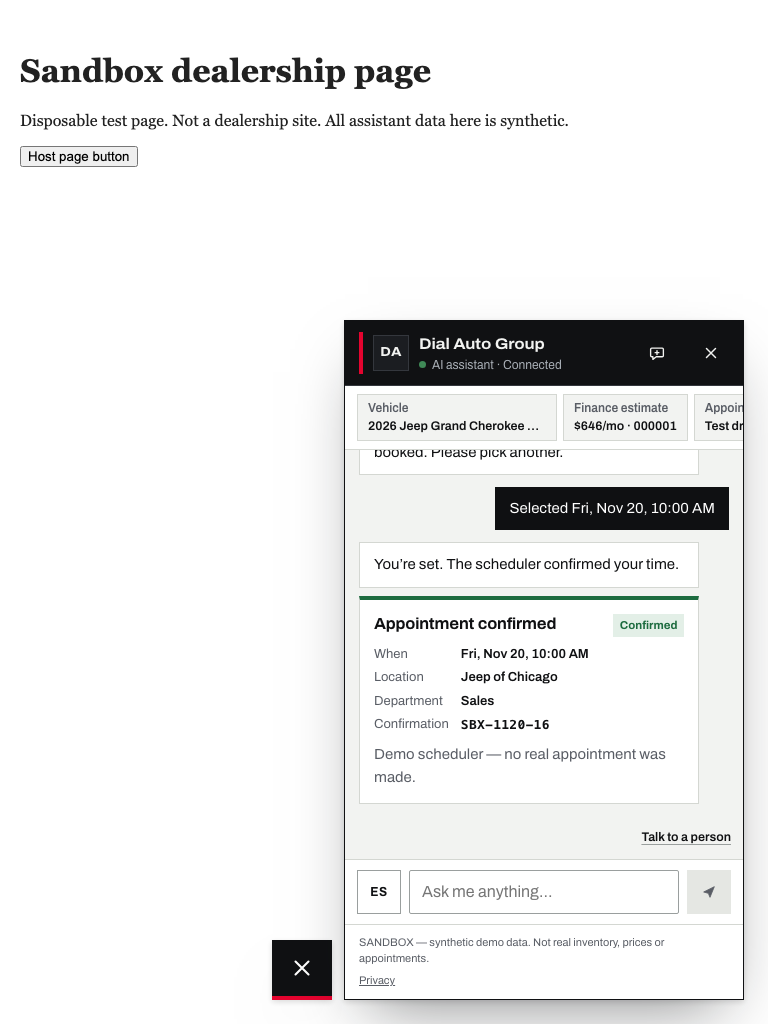 Sandbox dealership page
Disposable test page. Not a dealership site. All assistant data here is synthetic.
Host page button
DA
Dial Auto Group
AI assistant · Connected
Vehicle
2026 Jeep Grand Cherokee ...
Finance estimate
$646/mo · 000001
Appoin
Test dr
booked. Please pick another.
Selected Fri, Nov 20, 10:00 AM
You're set. The scheduler confirmed your time.
Appointment confirmed
Confirmed
When Fri, Nov 20, 10:00 AM
Location Jeep of Chicago
Department Sales
Confirmation SBX-1120-16
Demo scheduler — no real appointment was
made.
Talk to a person
ES
Ask me anything...
SANDBOX — synthetic demo data. Not real inventory, prices or
appointments.
Privacy